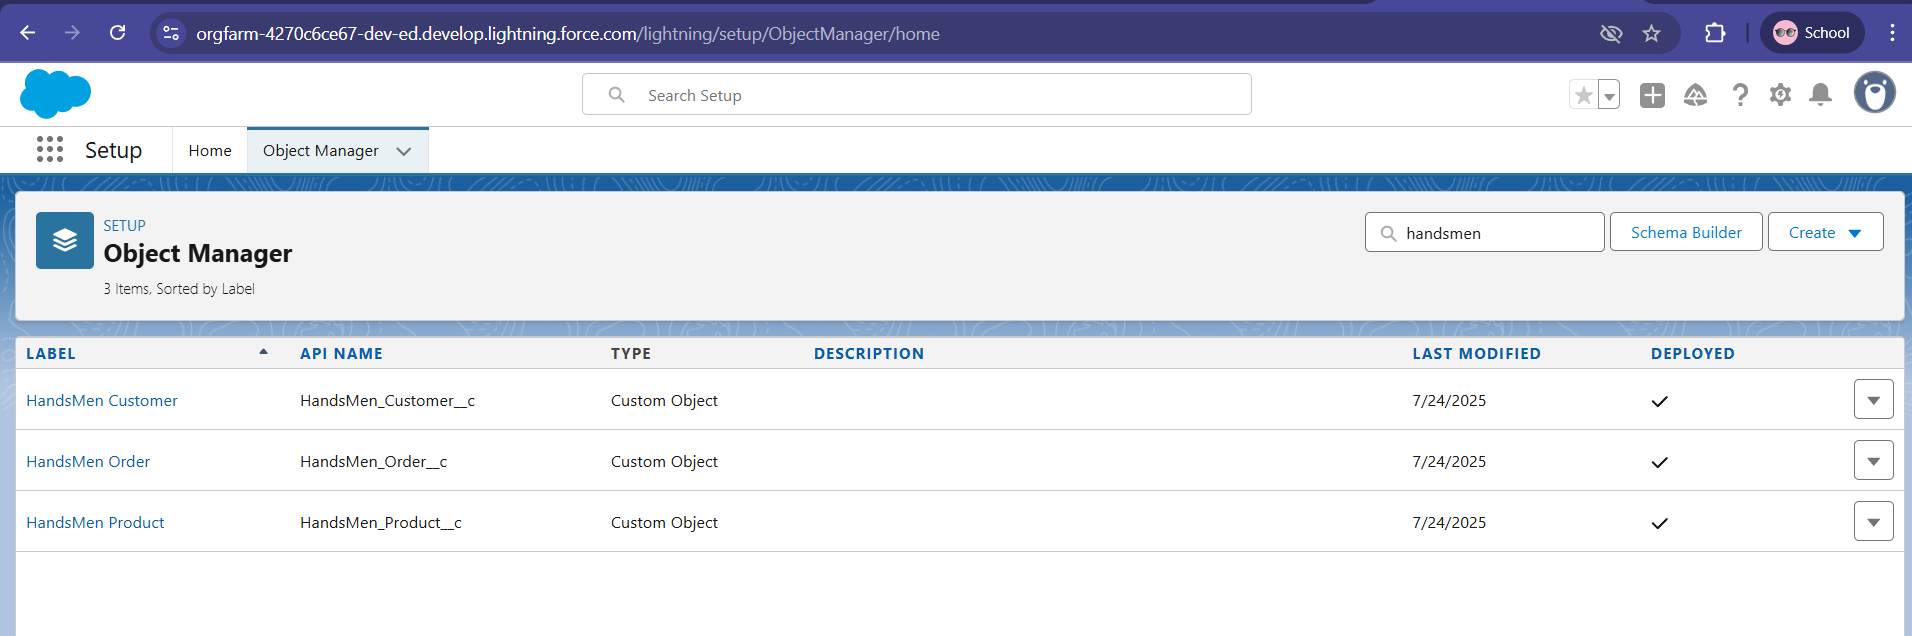 orgfarm-4270c6ce67-dev-ed.develop.lightning.force.com/lightning/setup/ObjectManager/home
School
Search Setup
Setup
Home
Object Manager
SETUP
Object Manager
3 Items, Sorted by Label
handsmen
Schema Builder
Create
LABEL API NAME TYPE DESCRIPTION LAST MODIFIED DEPLOYED
HandsMen Customer HandsMen_Customer__c Custom Object 7/24/2025
HandsMen Order HandsMen_Order__c Custom Object 7/24/2025
HandsMen Product HandsMen_Product__c Custom Object 7/24/2025